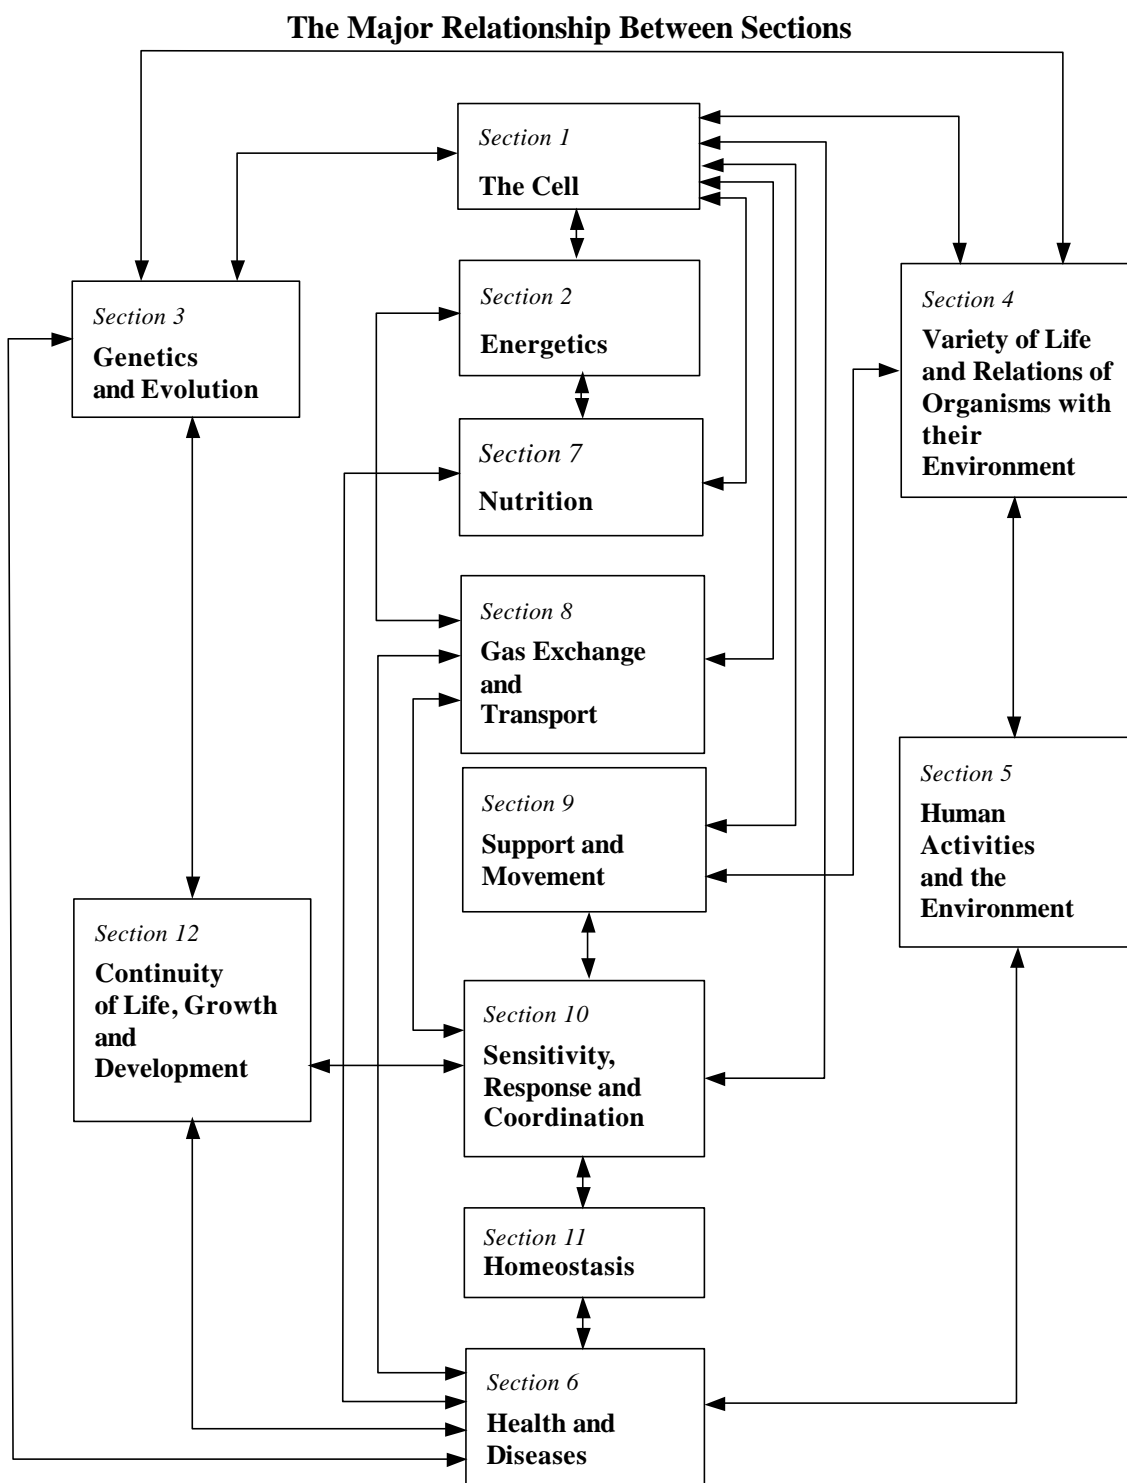 The Major Relationship Between Sections
Section 1
The Cell
Section 2
Energetics
Section 3
Genetics
and Evolution
Section 4
Variety of Life
and Relations of
Organisms with
their
Environment
Section 7
Nutrition
Section 8
Gas Exchange
and
Transport
Section 9
Support and
Movement
Section 5
Human
Activities
and the
Environment
Section 12
Continuity
of Life, Growth
and
Development
Section 10
Sensitivity,
Response and
Coordination
Section 11
Homeostasis
Section 6
Health and
Diseases